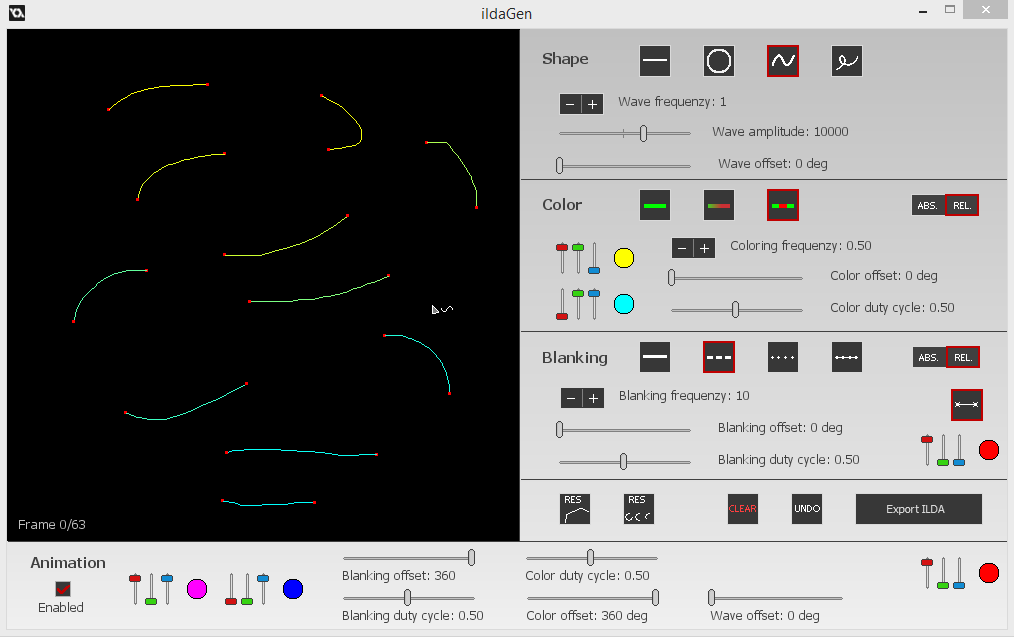 ildaGen
Shape
Wave frequenzy: 1
Wave amplitude: 10000
Wave offset: 0 deg
Color
ABS. REL.
Coloring frequenzy: 0.50
Color offset: 0 deg
Color duty cycle: 0.50
Blanking
ABS. REL.
Blanking frequenzy: 10
Blanking offset: 0 deg
Blanking duty cycle: 0.50
RES RES CLEAR UNDO Export ILDA
Frame 0/63
Animation
Enabled
Blanking offset: 360
Color duty cycle: 0.50
Blanking duty cycle: 0.50
Color offset: 360 deg
Wave offset: 0 deg